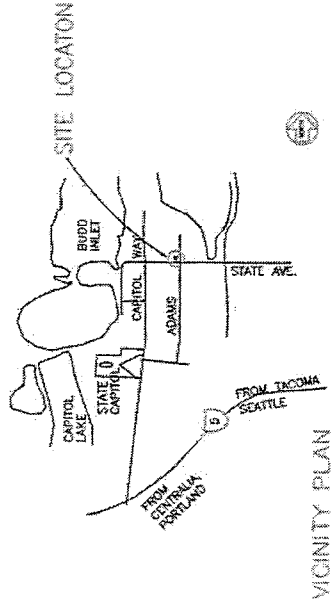 SITE LOCATON
BUDD
INLET
CAPITOL
WAY
STATE AVE.
ADAMS
CAPITOL
LAKE
STATE
CAPITOL
5
FROM TACOMA
SEATTLE
FROM
CENTRALIA
PORTLAND
VICINITY PLAN